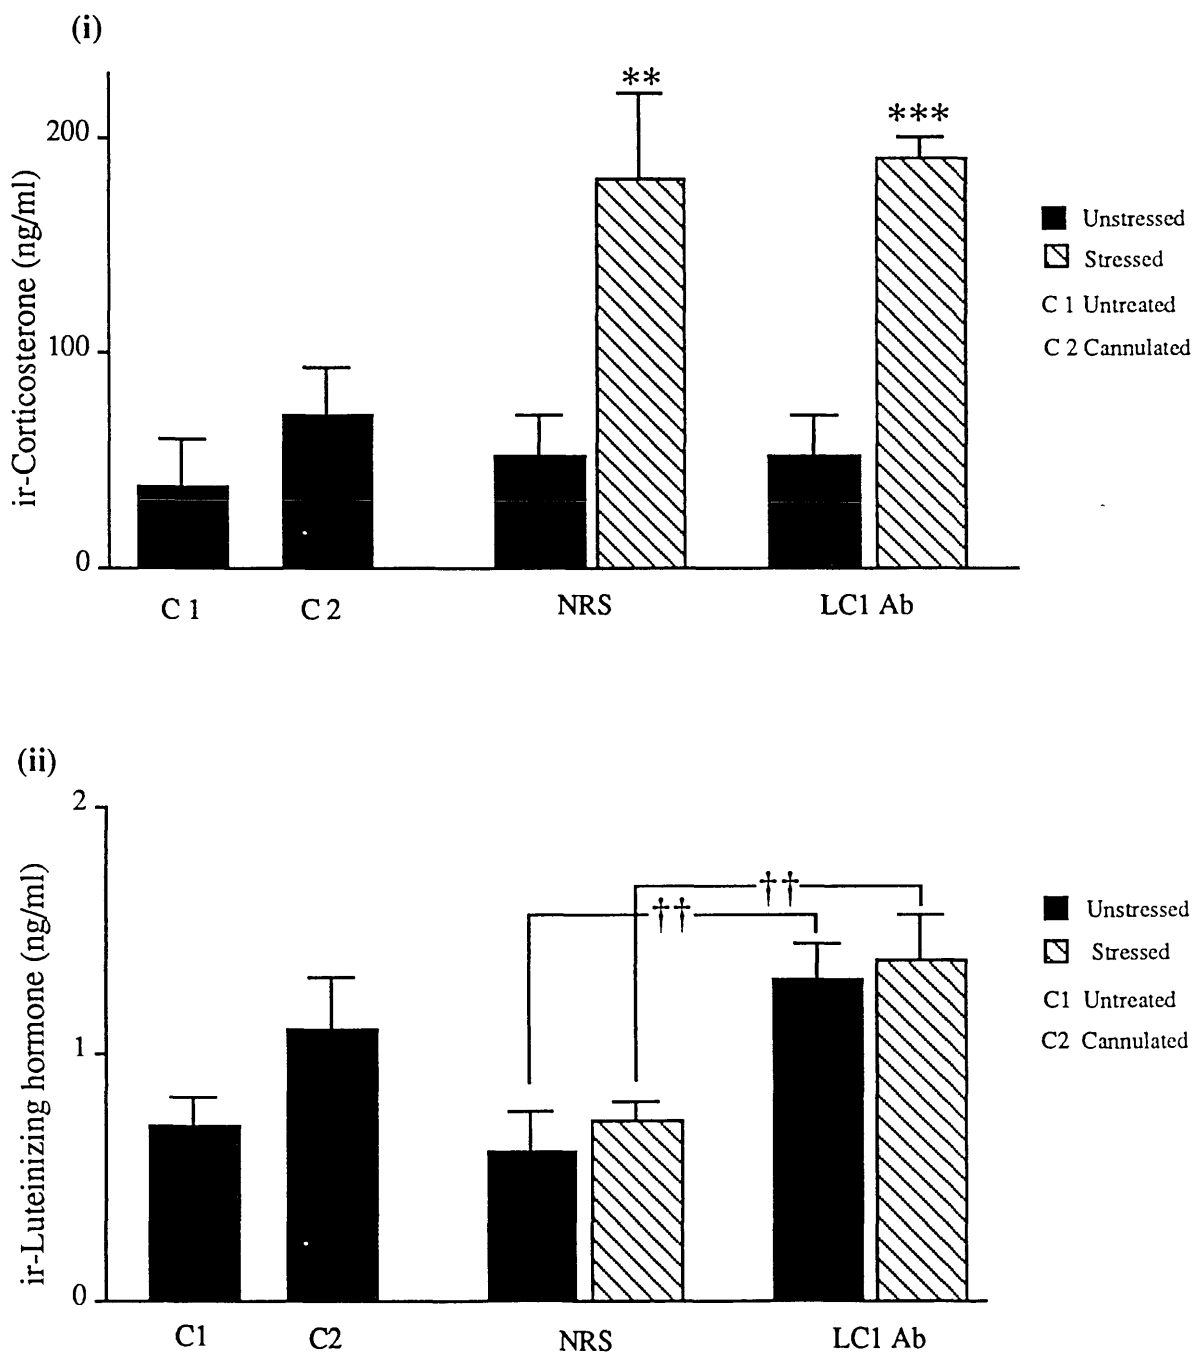 (i)
ir-Corticosterone (ng/ml)
200
100
0
**
***
C 1
C 2
NRS
LC1 Ab
Unstressed
Stressed
C 1 Untreated
C 2 Cannulated
(ii)
ir-Luteinizing hormone (ng/ml)
2
1
0
††
††
C1
C2
NRS
LC1 Ab
Unstressed
Stressed
C1 Untreated
C2 Cannulated